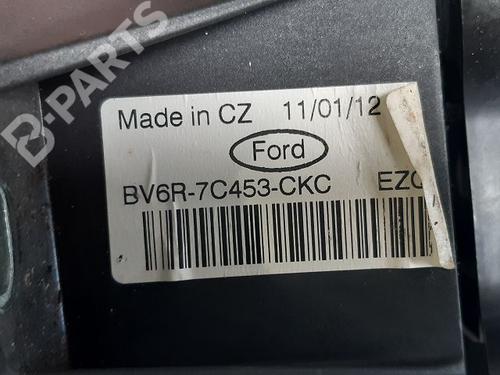 B-PARTS
Made in CZ 11/01/12
Ford
BV6R-7C453-CKC